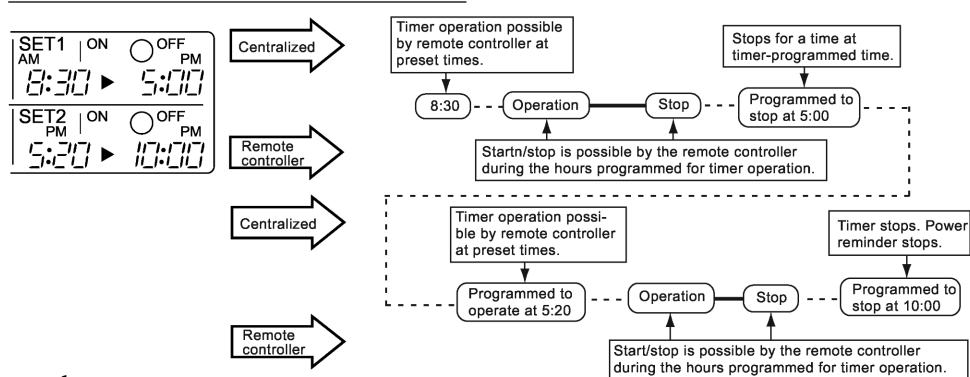 SET1 ON OFF
AM PM
8:30 ▶ 5:00
SET2 ON OFF
PM PM
5:20 ▶ 10:00
Centralized
Timer operation possible
by remote controller at
preset times.
Stops for a time at
timer-programmed time.
8:30
Operation
Stop
Programmed to
stop at 5:00
Remote
controller
Startn/stop is possible by the remote controller
during the hours programmed for timer operation.
Centralized
Timer operation possi-
ble by remote controller
at preset times.
Timer stops. Power
reminder stops.
Programmed to
operate at 5:20
Operation
Stop
Programmed to
stop at 10:00
Remote
controller
Start/stop is possible by the remote controller
during the hours programmed for timer operation.